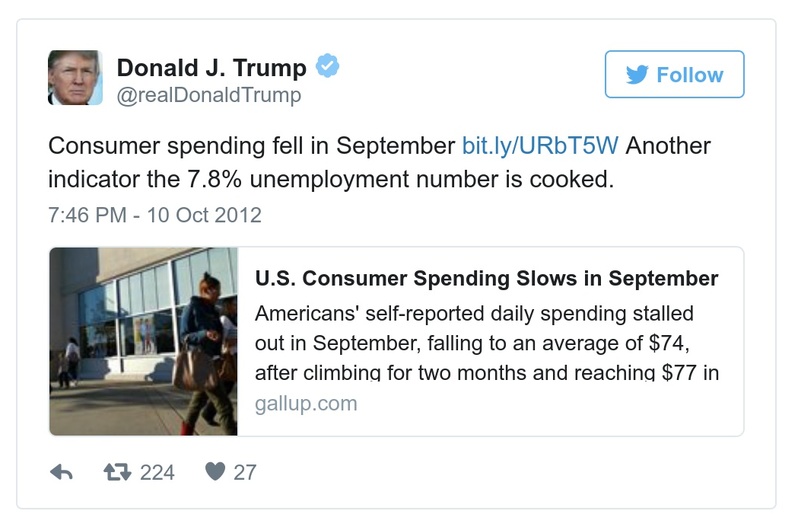 Donald J. Trump
@realDonaldTrump
Follow
Consumer spending fell in September bit.ly/URbT5W Another
indicator the 7.8% unemployment number is cooked.
7:46 PM - 10 Oct 2012
U.S. Consumer Spending Slows in September
Americans' self-reported daily spending stalled
out in September, falling to an average of $74,
after climbing for two months and reaching $77 in
gallup.com
224
27